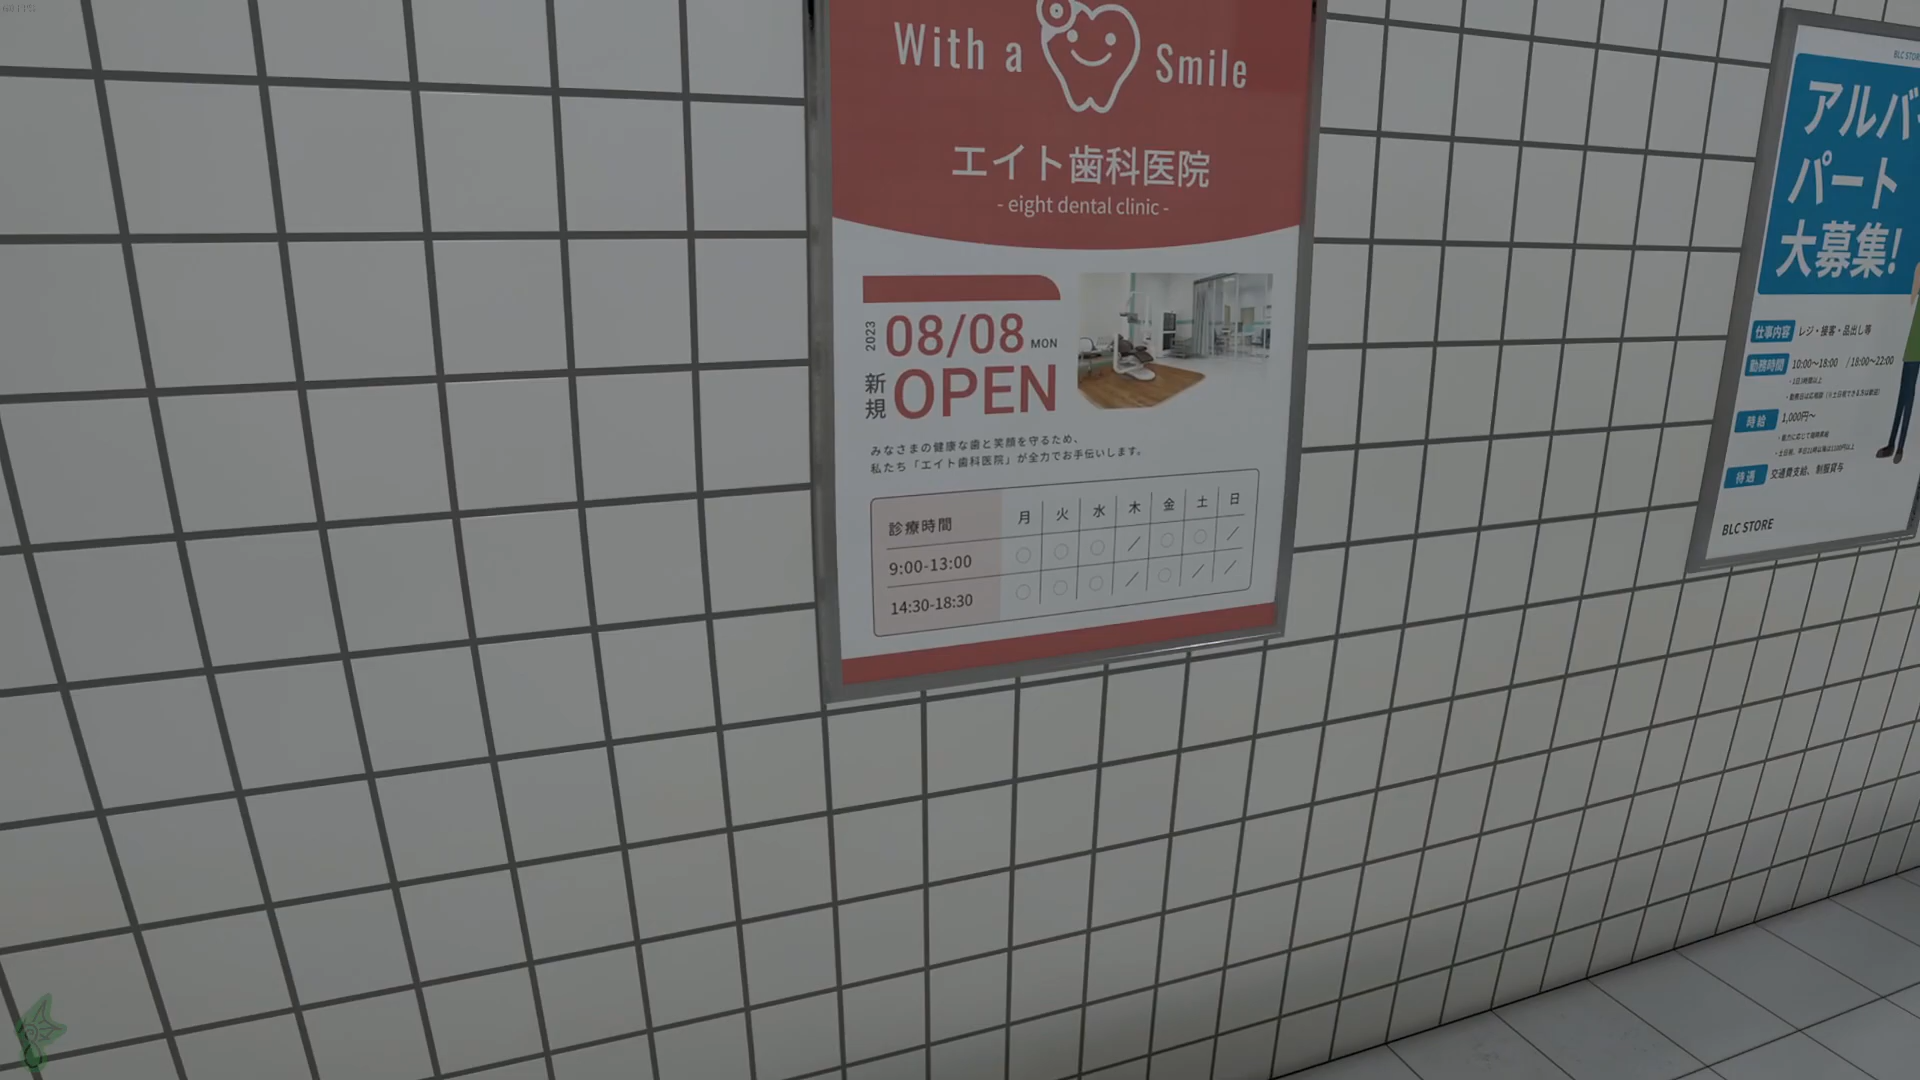 With a Smile
エイト歯科医院
- eight dental clinic -
2023 08/08 MON
新規 OPEN
みなさまの健康な歯と笑顔を守るため、
私たち「エイト歯科医院」が全力でお手伝いします。
診療時間 月 火 水 木 金 土 日
9:00-13:00 ○ ○ ○ / ○ ○ /
14:30-18:30 ○ ○ ○ / ○ / /
BLC STORE
アルバ
パート
大募集!
仕事内容 レジ・接客・品出し等
勤務時間 10:00～18:00 / 18:00～22:00
時給 1,000円～
待遇 交通費支給、制服貸与
BLC STORE